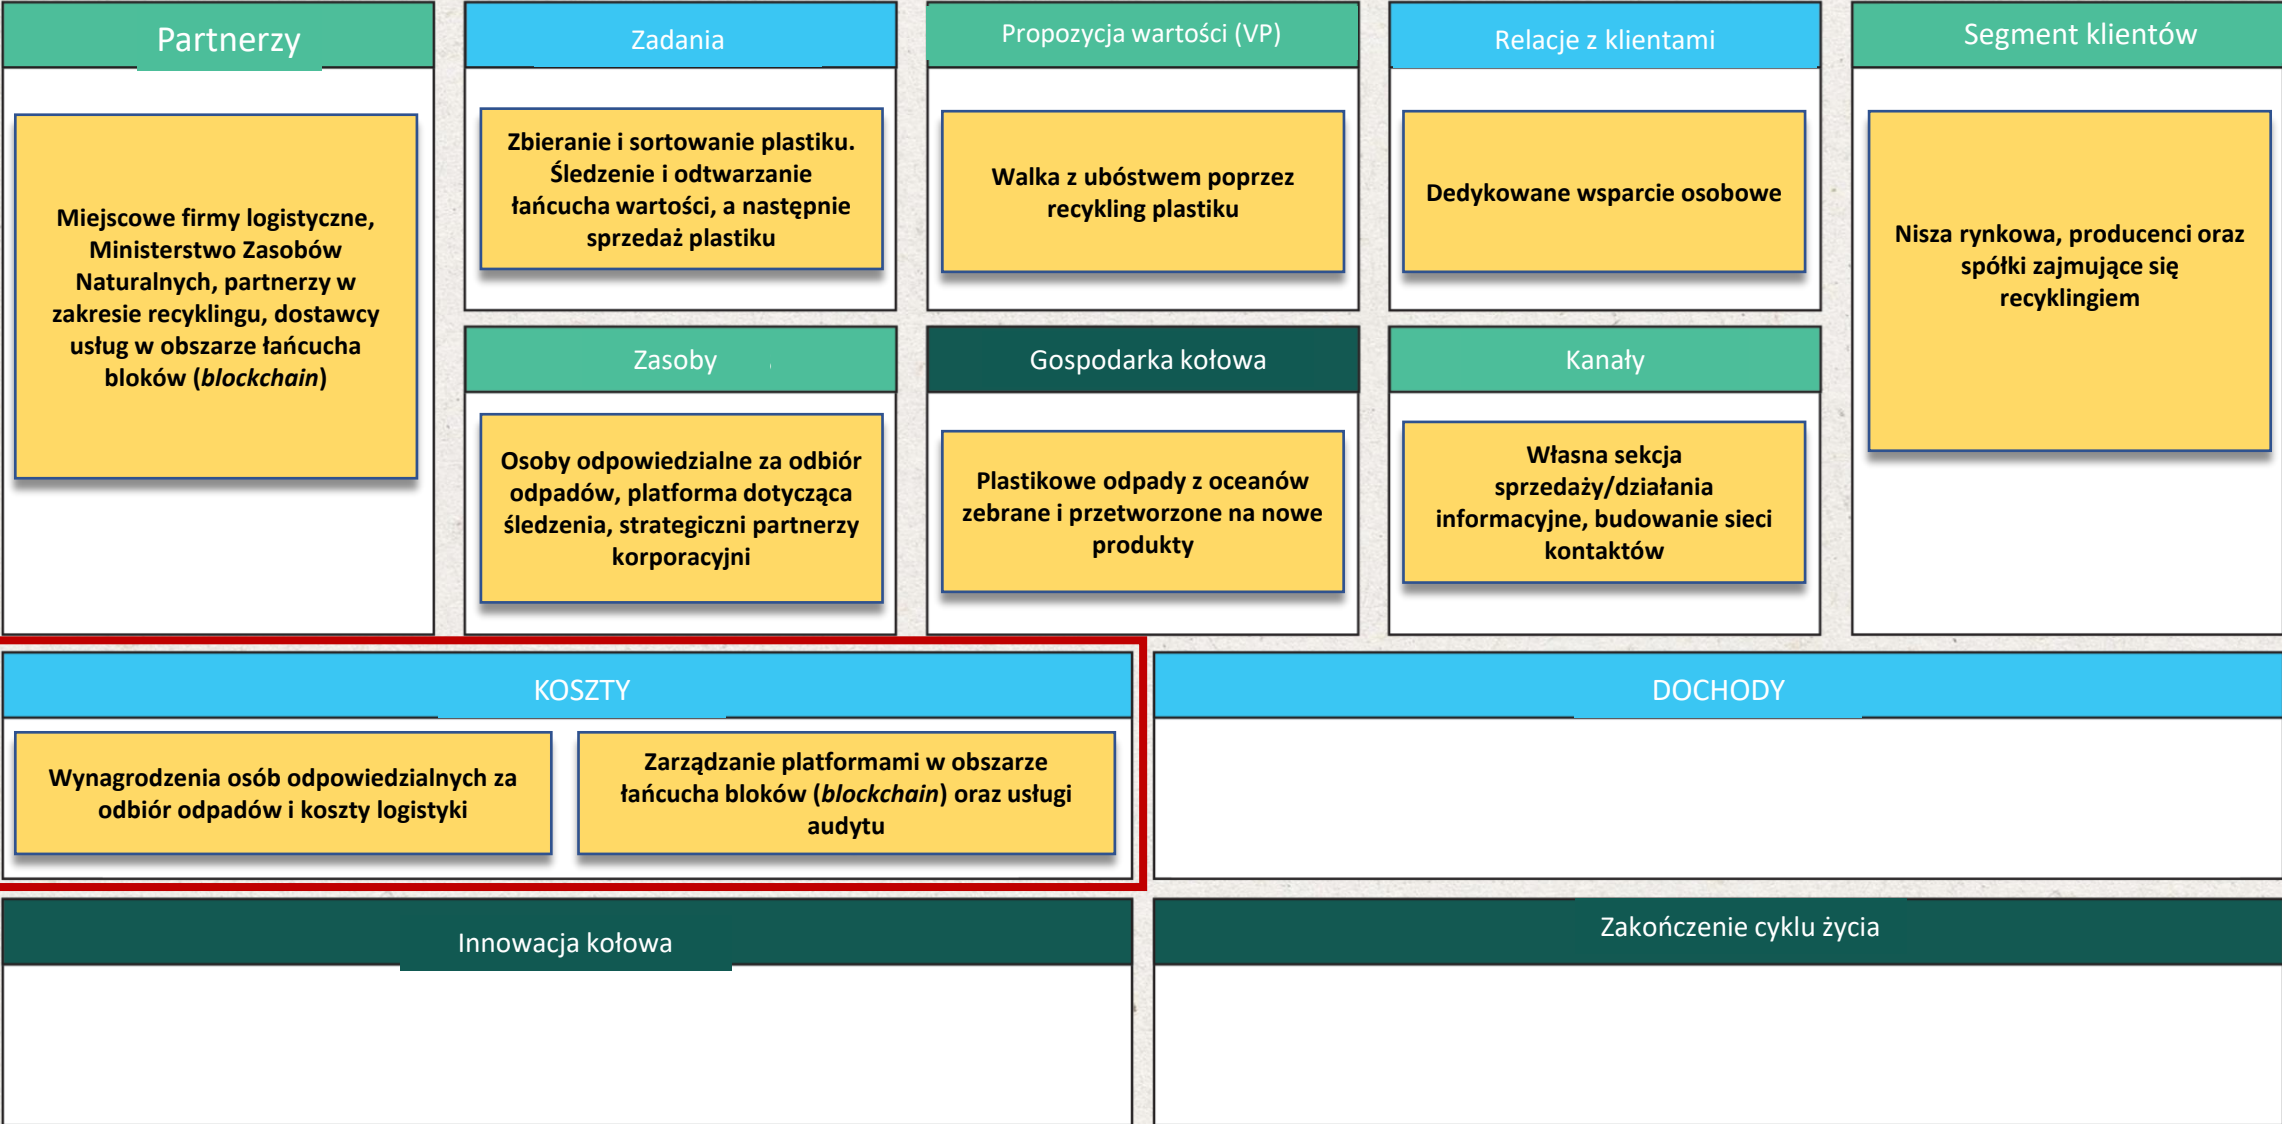 Partnerzy
Miejscowe firmy logistyczne,
Ministerstwo Zasobów
Naturalnych, partnerzy w
zakresie recyklingu, dostawcy
usług w obszarze łańcucha
bloków (blockchain)
Zadania
Zbieranie i sortowanie plastiku.
Śledzenie i odtwarzanie
łańcucha wartości, a następnie
sprzedaż plastiku
Zasoby
Osoby odpowiedzialne za odbiór
odpadów, platforma dotycząca
śledzenia, strategiczni partnerzy
korporacyjni
Propozycja wartości (VP)
Walka z ubóstwem poprzez
recykling plastiku
Gospodarka kołowa
Plastikowe odpady z oceanów
zebrane i przetworzone na nowe
produkty
Relacje z klientami
Dedykowane wsparcie osobowe
Kanały
Własna sekcja
sprzedaży/działania
informacyjne, budowanie sieci
kontaktów
Segment klientów
Nisza rynkowa, producenci oraz
spółki zajmujące się
recyklingiem
KOSZTY
Wynagrodzenia osób odpowiedzialnych za
odbiór odpadów i koszty logistyki
Zarządzanie platformami w obszarze
łańcucha bloków (blockchain) oraz usługi
audytu
DOCHODY
Innowacja kołowa
Zakończenie cyklu życia